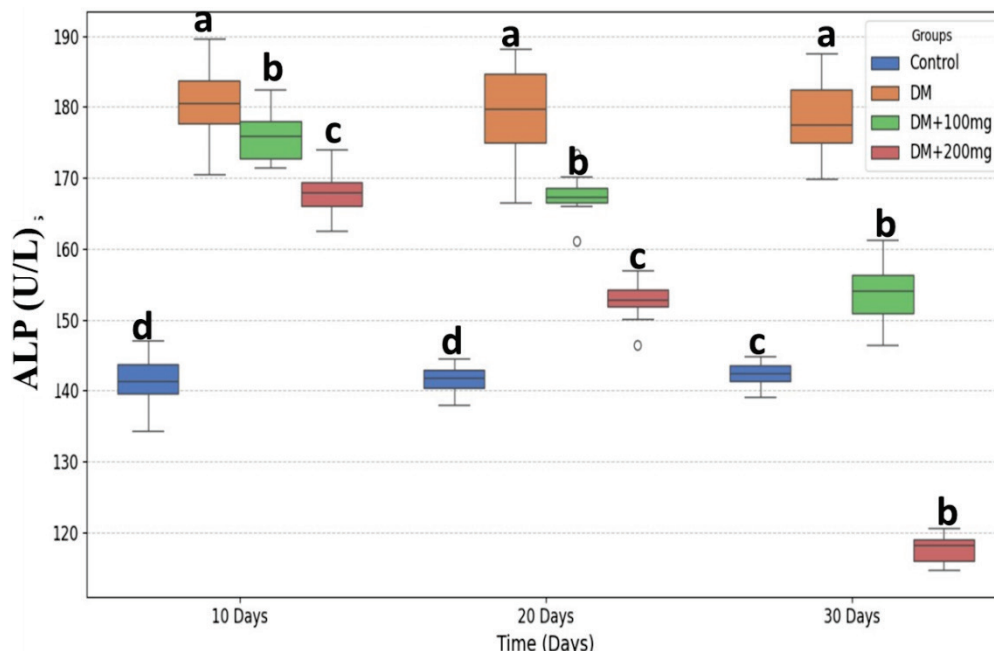 a
a
a
b
c
b
c
b
d
d
c
b
Groups
Control
DM
DM+100mg
DM+200mg
ALP (U/L)
190
180
170
160
150
140
130
120
10 Days
20 Days
30 Days
Time (Days)